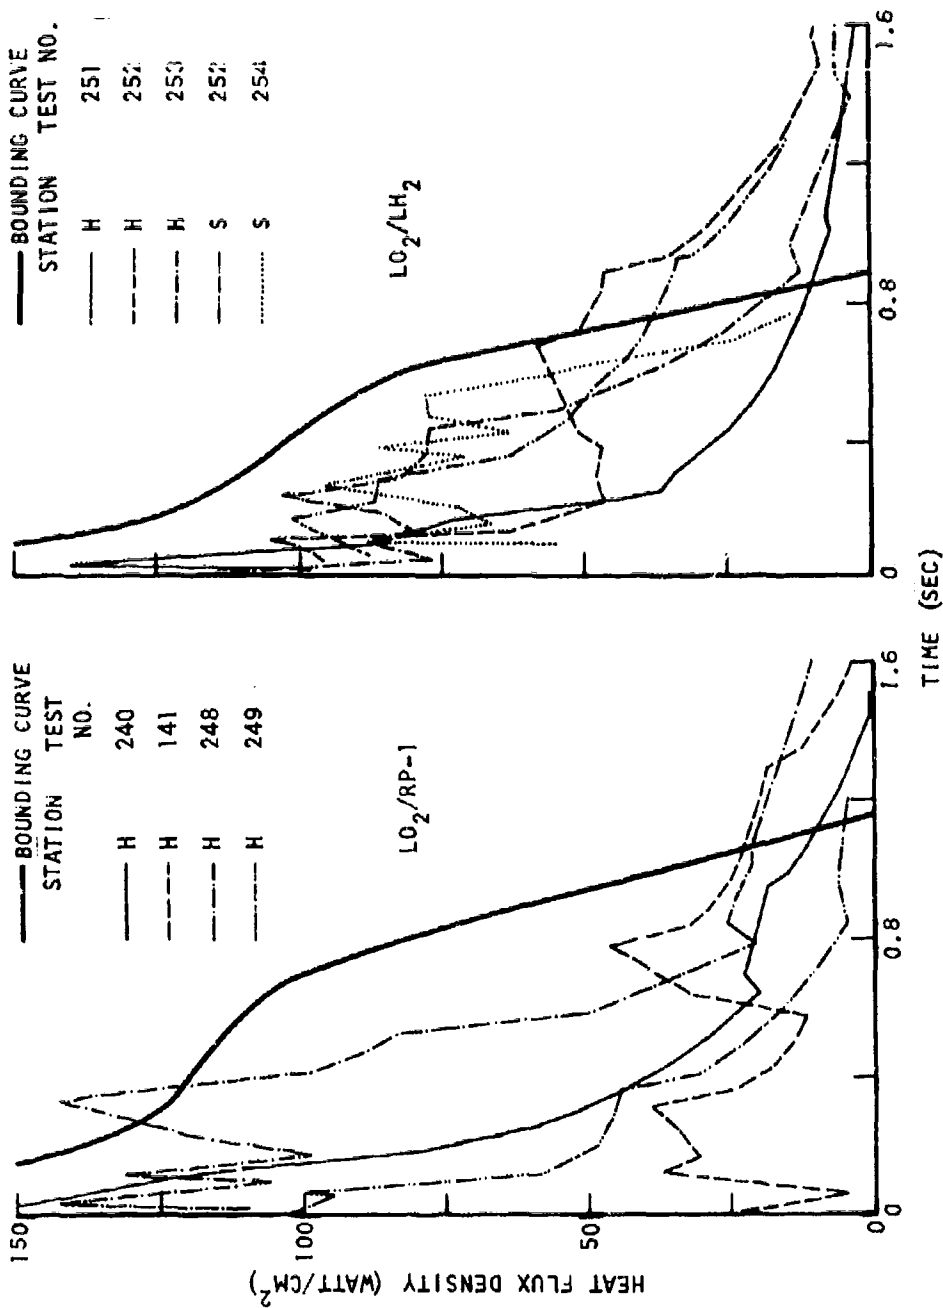 BOUNDING CURVE
STATION TEST NO.
H 240
H 141
H 248
H 249
LO2/RP-1
150
100
50
0
HEAT FLUX DENSITY (WATT/CM2)
0
0.8
1.6
BOUNDING CURVE
STATION TEST NO.
H 251
H 252
H 253
S 252
S 254
LO2/LH2
0
0.8
1.6
TIME (SEC)